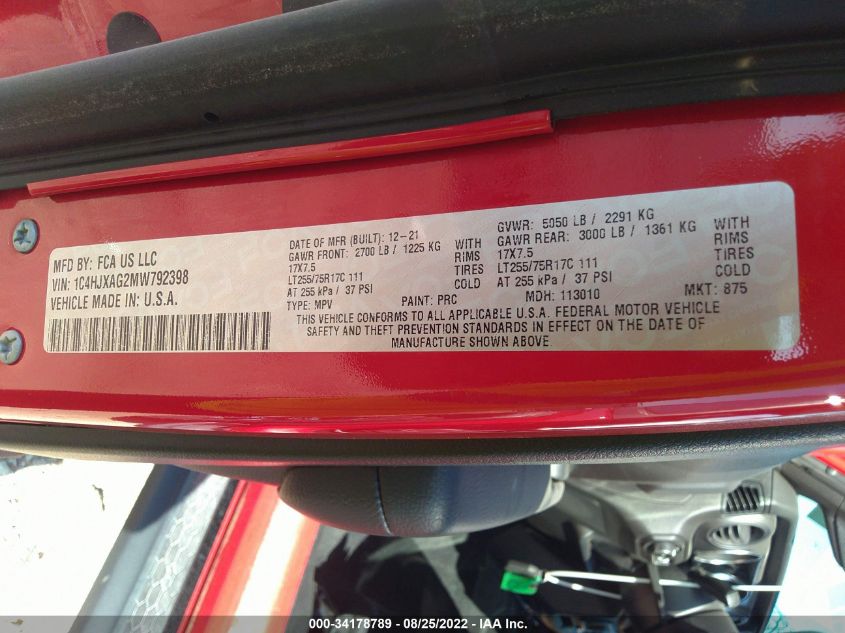 MFD BY: FCA US LLC
VIN: 1C4HJXAG2MW792398
VEHICLE MADE IN U.S.A.
DATE OF MFR (BUILT): 12-21
GAWR FRONT: 2700 LB / 1225 KG WITH
17X7.5 RIMS
LT255/75R17C 111 TIRES
AT 255 kPa / 37 PSI COLD
TYPE: MPV PAINT: PRC
GVWR: 5050 LB / 2291 KG
GAWR REAR: 3000 LB / 1361 KG WITH
17X7.5 RIMS
LT255/75R17C 111 TIRES
AT 255 kPa / 37 PSI COLD
MDH: 113010 MKT: 875
THIS VEHICLE CONFORMS TO ALL APPLICABLE U.S.A. FEDERAL MOTOR VEHICLE
SAFETY AND THEFT PREVENTION STANDARDS IN EFFECT ON THE DATE OF
MANUFACTURE SHOWN ABOVE.
000-34178789 - 08/25/2022 - IAA, Inc.